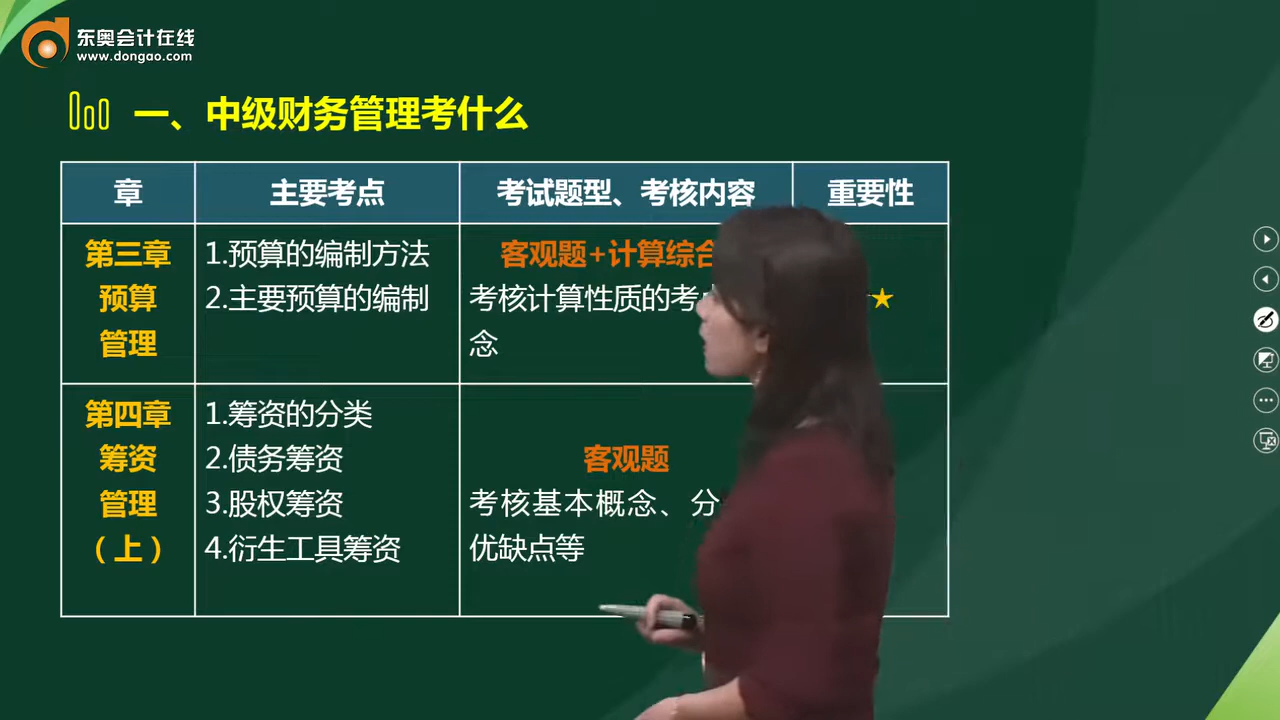 东奥会计在线
www.dongao.com
一、中级财务管理考什么
章 主要考点 考试题型、考核内容 重要性
第三章
预算
管理
1.预算的编制方法
2.主要预算的编制
客观题+计算综合
考核计算性质的考
念
★
第四章
筹资
管理
（上）
1.筹资的分类
2.债务筹资
3.股权筹资
4.衍生工具筹资
客观题
考核基本概念、分
优缺点等